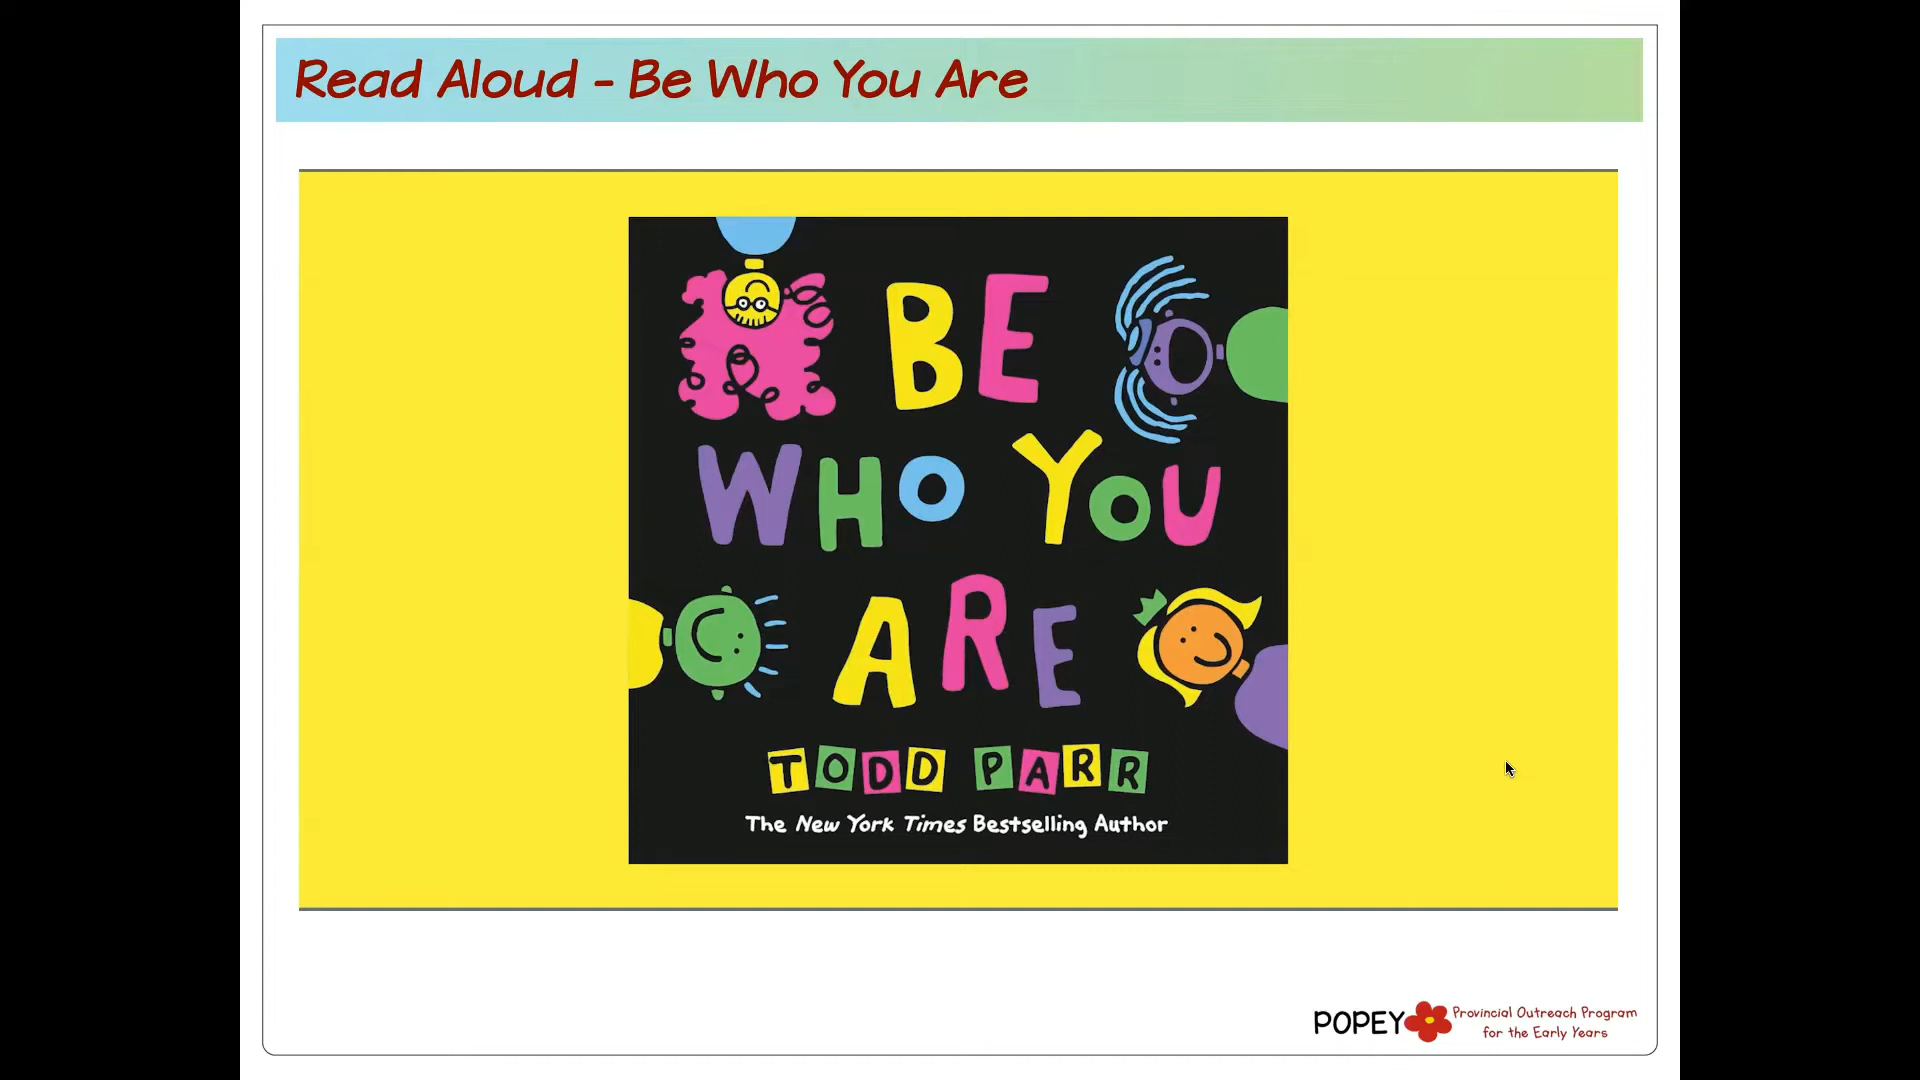 Read Aloud - Be Who You Are
BE
WHO YOU
ARE
TODD PARR
The New York Times Bestselling Author
POPEY
Provincial Outreach Program
for the Early Years